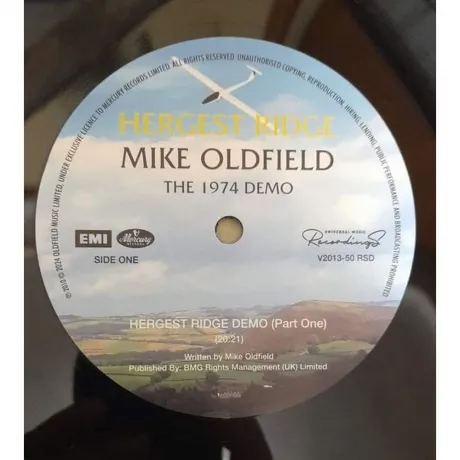 ℗ 2010 © 2024 OLDFIELD MUSIC LIMITED, UNDER EXCLUSIVE LICENCE TO MERCURY RECORDS LIMITED. ALL RIGHTS RESERVED. UNAUTHORISED COPYING, REPRODUCTION, HIRING, LENDING, PUBLIC PERFORMANCE AND BROADCASTING PROHIBITED
HERGEST RIDGE
MIKE OLDFIELD
THE 1974 DEMO
EMI
Mercury
RECORDS
UNIVERSAL MUSIC
Recordings
SIDE ONE
V2013-50 RSD
HERGEST RIDGE DEMO (Part One)
(20:21)
Written by Mike Oldfield
Published By: BMG Rights Management (UK) Limited